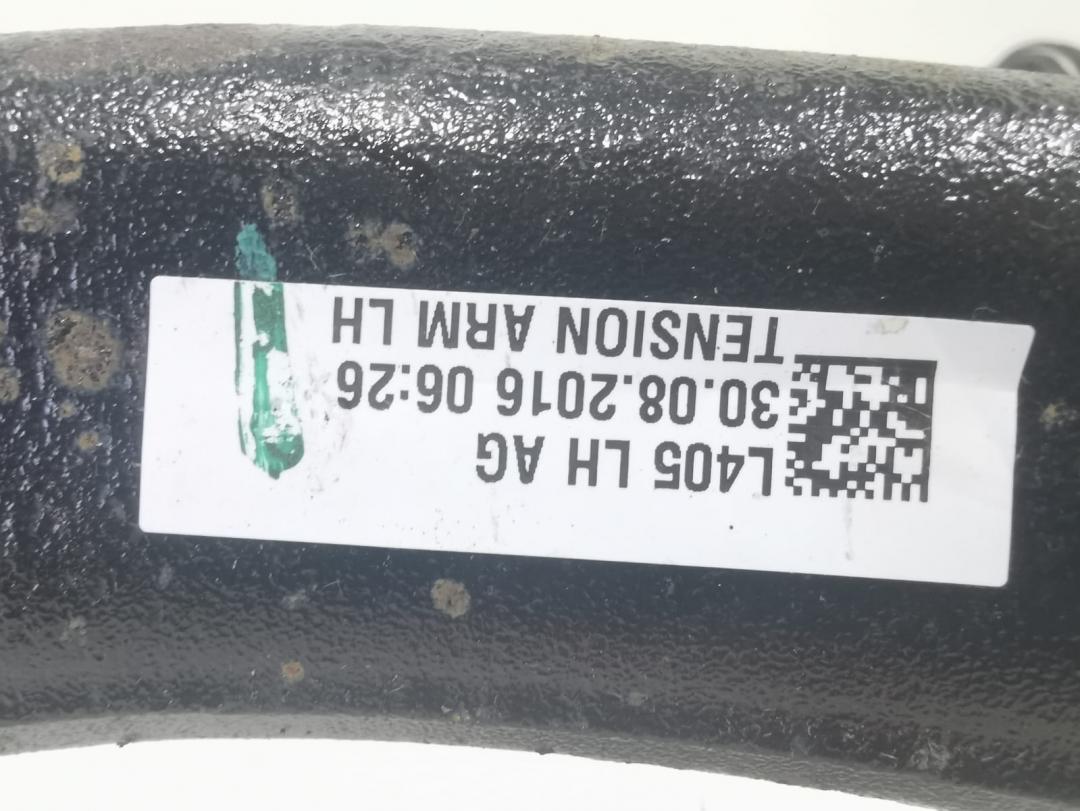 L405 LH AG
30.08.2016 06:26
TENSION ARM LH